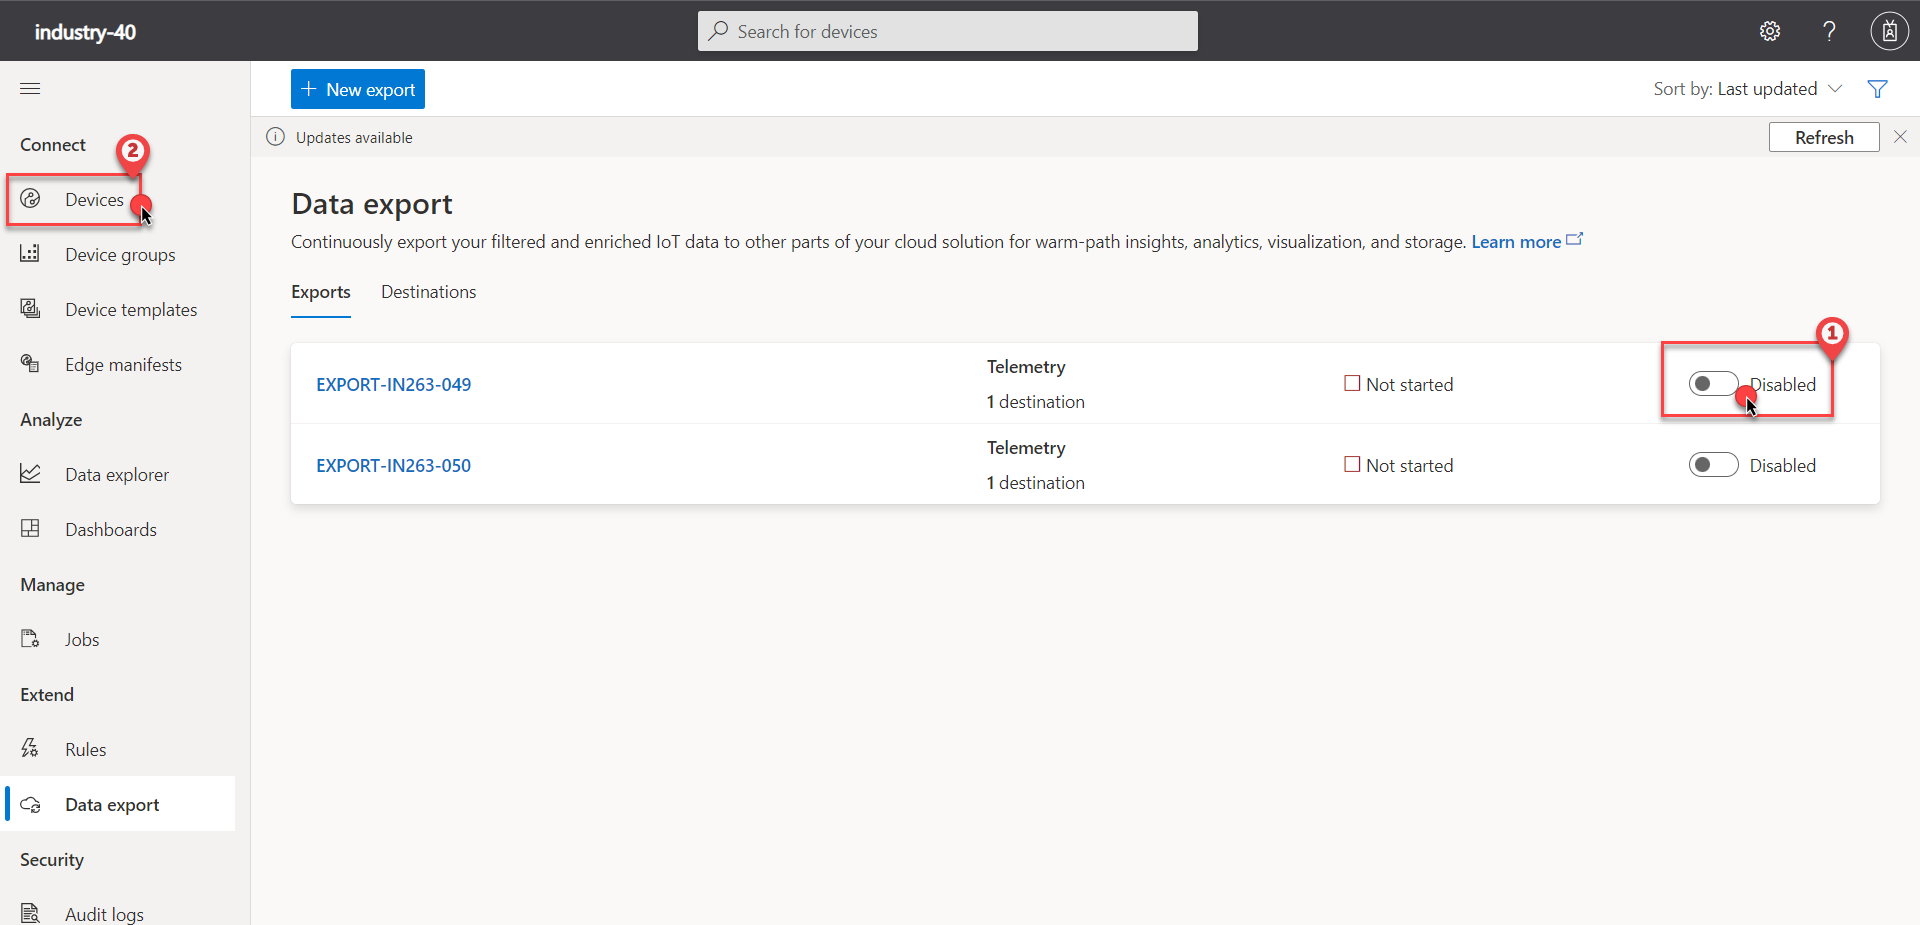 industry-40
Search for devices
New export
Sort by: Last updated
Updates available
Refresh
Connect
2
Devices
Device groups
Device templates
Edge manifests
Analyze
Data explorer
Dashboards
Manage
Jobs
Extend
Rules
Data export
Security
Audit logs
Data export
Continuously export your filtered and enriched IoT data to other parts of your cloud solution for warm-path insights, analytics, visualization, and storage. Learn more
Exports Destinations
1
EXPORT-IN263-049
Telemetry
1 destination
Not started
Disabled
EXPORT-IN263-050
Telemetry
1 destination
Not started
Disabled